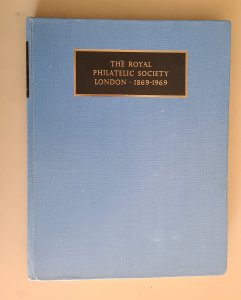 THE ROYAL
PHILATELIC SOCIETY
LONDON · 1869-1969